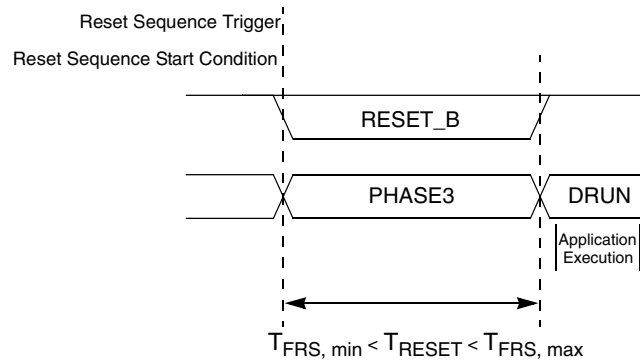 Reset Sequence Trigger
Reset Sequence Start Condition
RESET_B
PHASE3
DRUN
Application
Execution
TFRS, min < TRESET < TFRS, max